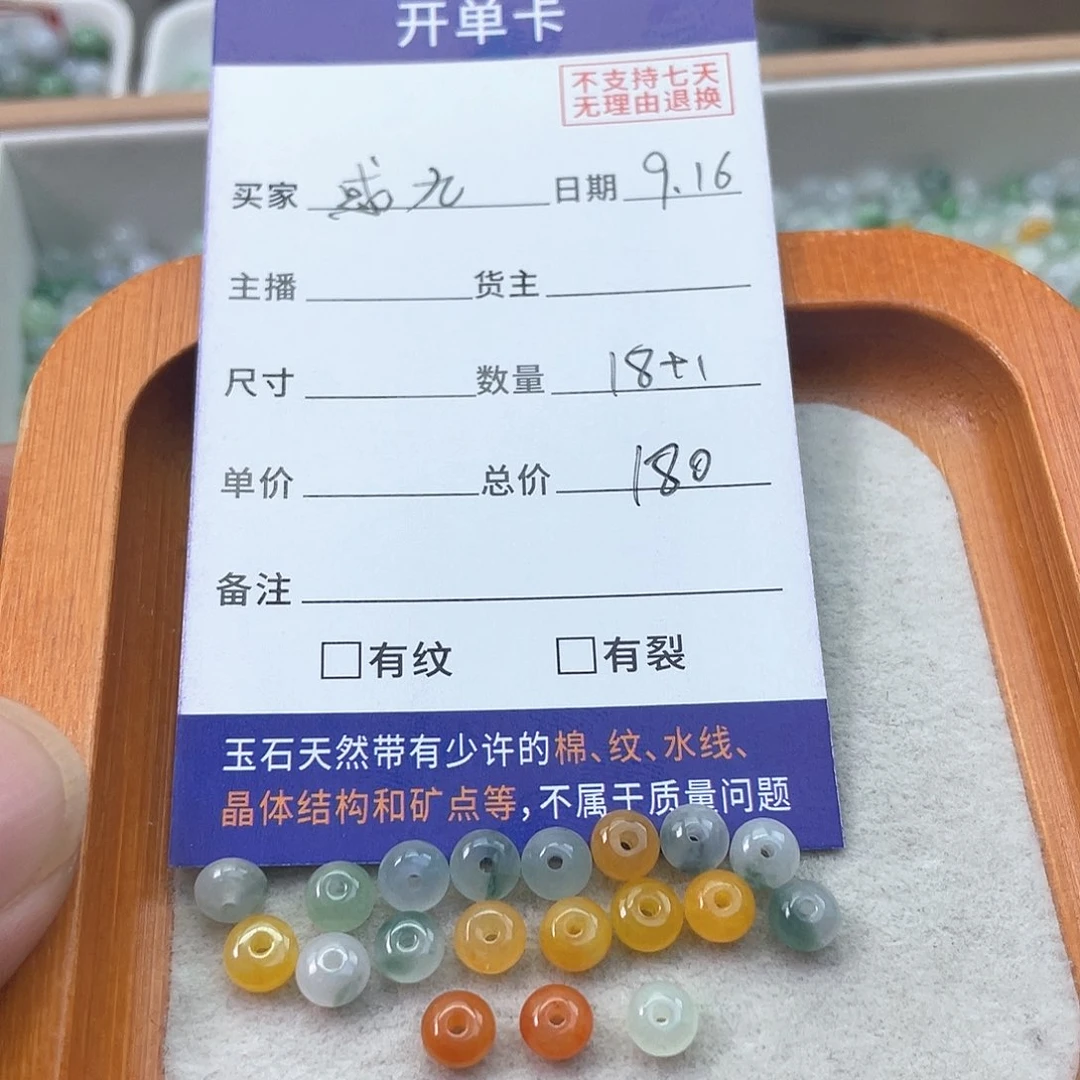 开单卡
不支持七天
无理由退换
买家 惑九 日期 9.16
主播 货主
尺寸 数量 18+1
单价 总价 180
备注
有纹 有裂
玉石天然带有少许的棉、纹、水线、
晶体结构和矿点等,不属于质量问题